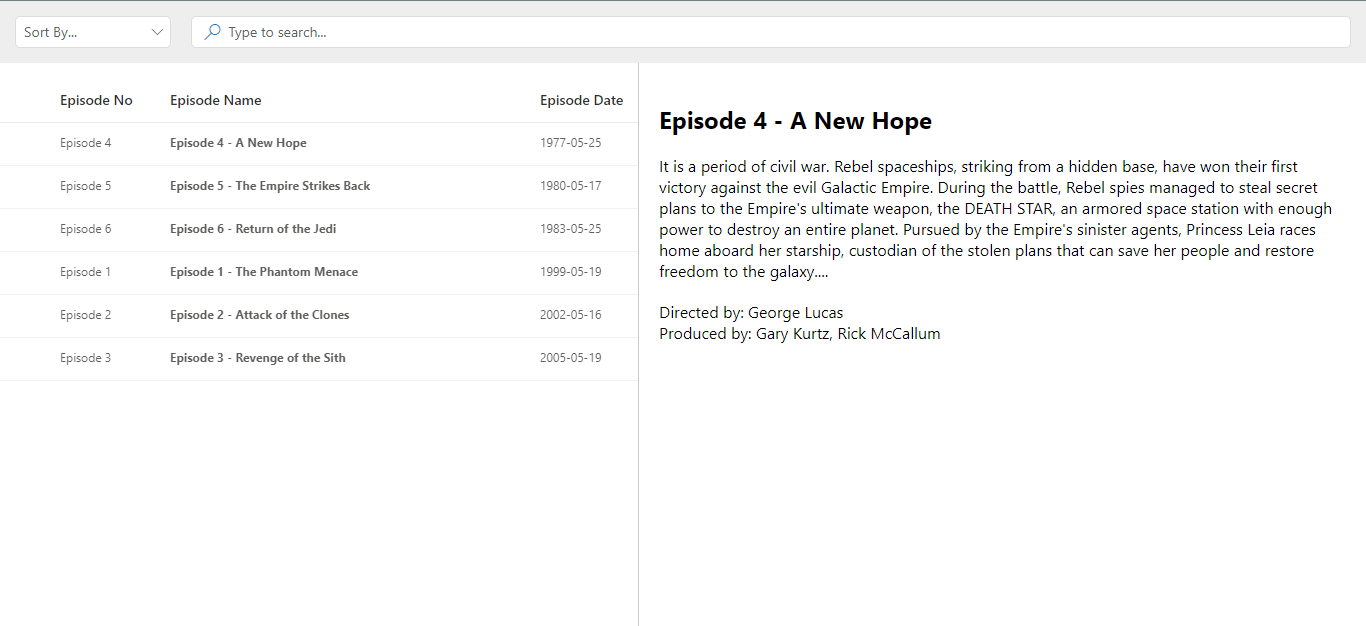 Sort By...
Type to search...
Episode No Episode Name Episode Date
Episode 4 Episode 4 - A New Hope 1977-05-25
Episode 5 Episode 5 - The Empire Strikes Back 1980-05-17
Episode 6 Episode 6 - Return of the Jedi 1983-05-25
Episode 1 Episode 1 - The Phantom Menace 1999-05-19
Episode 2 Episode 2 - Attack of the Clones 2002-05-16
Episode 3 Episode 3 - Revenge of the Sith 2005-05-19
Episode 4 - A New Hope
It is a period of civil war. Rebel spaceships, striking from a hidden base, have won their first
victory against the evil Galactic Empire. During the battle, Rebel spies managed to steal secret
plans to the Empire's ultimate weapon, the DEATH STAR, an armored space station with enough
power to destroy an entire planet. Pursued by the Empire's sinister agents, Princess Leia races
home aboard her starship, custodian of the stolen plans that can save her people and restore
freedom to the galaxy....
Directed by: George Lucas
Produced by: Gary Kurtz, Rick McCallum